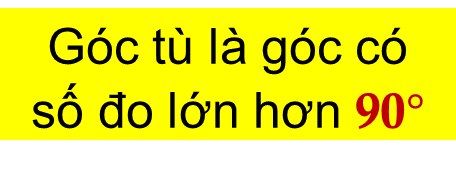 Góc tù là góc có
số đo lớn hơn 90°